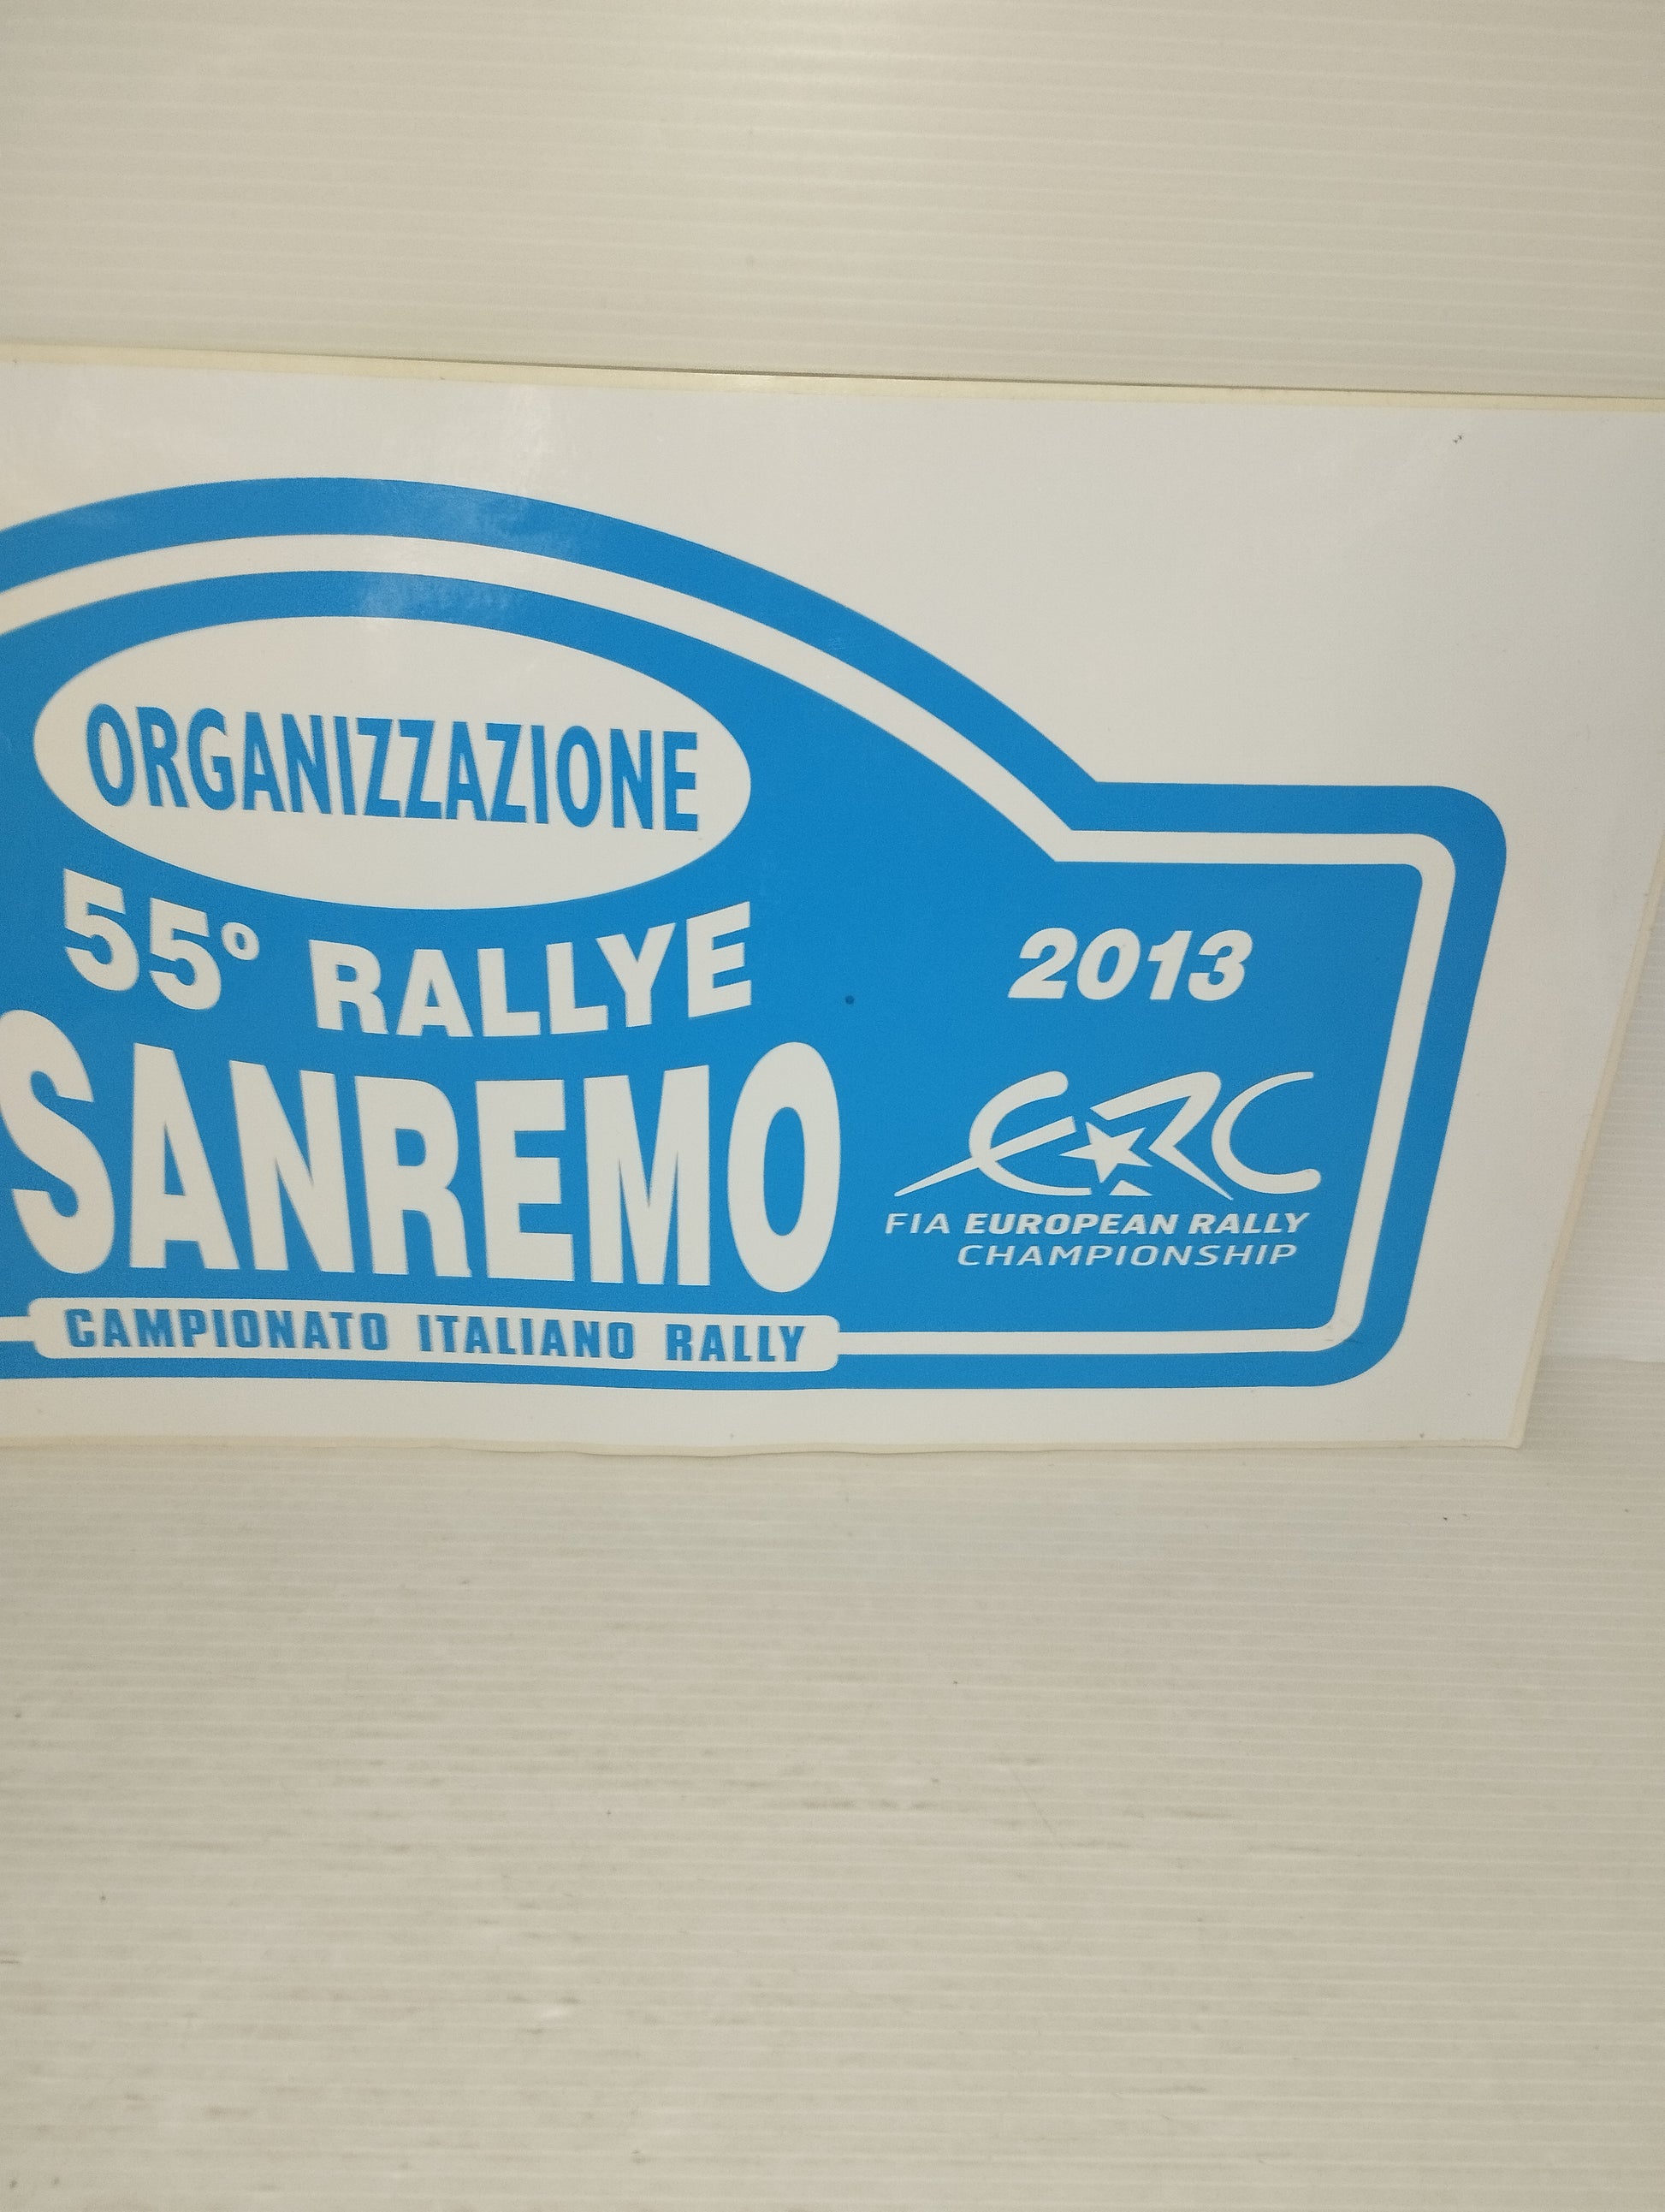 ORGANIZZAZIONE
55° RALLYE
SANREMO
CAMPIONATO ITALIANO RALLY
2013
ERC
FIA EUROPEAN RALLY
CHAMPIONSHIP